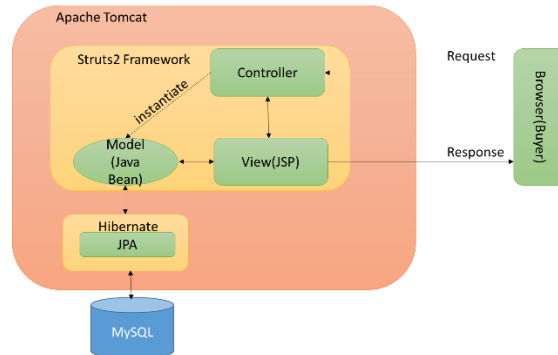 Apache Tomcat
Struts2 Framework
Controller
Request
instantiate
Browser(Buyer)
Model
(Java
Bean)
View(JSP)
Response
Hibernate
JPA
MySQL